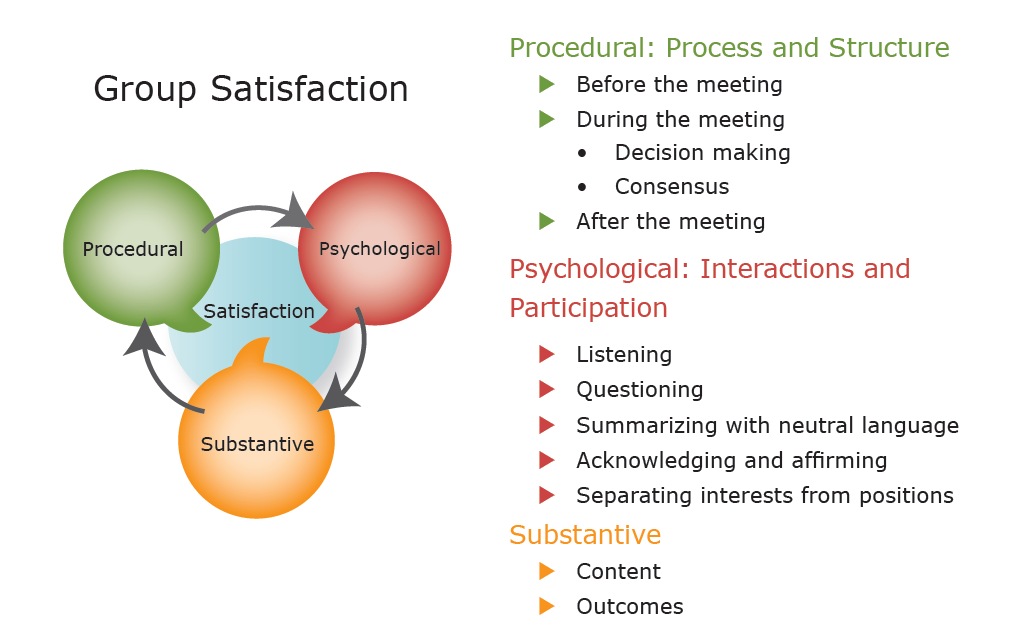 Group Satisfaction
Procedural
Psychological
Satisfaction
Substantive
Procedural: Process and Structure
Before the meeting
During the meeting
• Decision making
• Consensus
After the meeting
Psychological: Interactions and
Participation
Listening
Questioning
Summarizing with neutral language
Acknowledging and affirming
Separating interests from positions
Substantive
Content
Outcomes